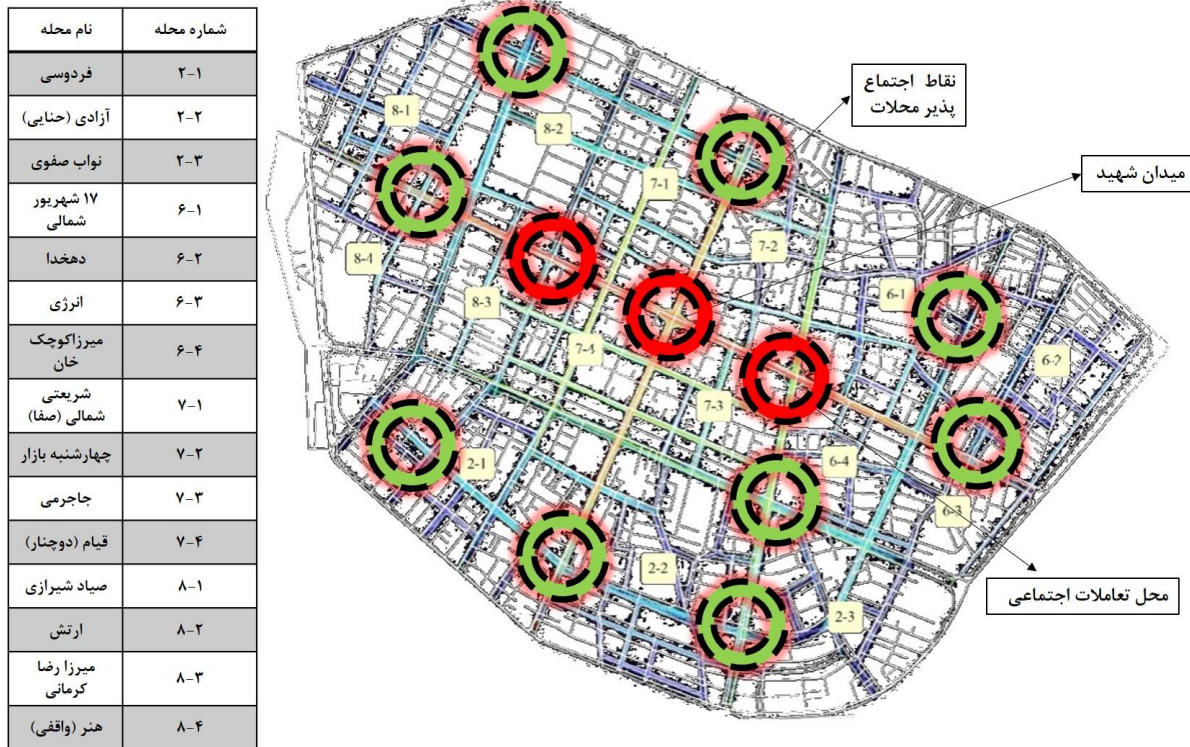 شماره محله	نام محله
۲-۱	فردوسی
۲-۲	آزادی (حنایی)
۲-۳	نواب صفوی
۶-۱	۱۷ شهریور
شمالی
۶-۲	دهخدا
۶-۳	انرژی
۶-۴	میرزاکوچک
خان
۷-۱	شریعتی
شمالی (صفا)
۷-۲	چهارشنبه بازار
۷-۳	جاجرمی
۷-۴	قیام (دوچنار)
۸-۱	صیاد شیرازی
۸-۲	ارتش
۸-۳	میرزا رضا
کرمانی
۸-۴	هنر (واقفی)
نقاط اجتماع
پذیر محلات
میدان شهید
محل تعاملات اجتماعی
8-1
8-2
7-1
7-2
8-4
8-3
6-1
6-2
7-4
7-3
2-1
6-4
6-3
2-2
2-3